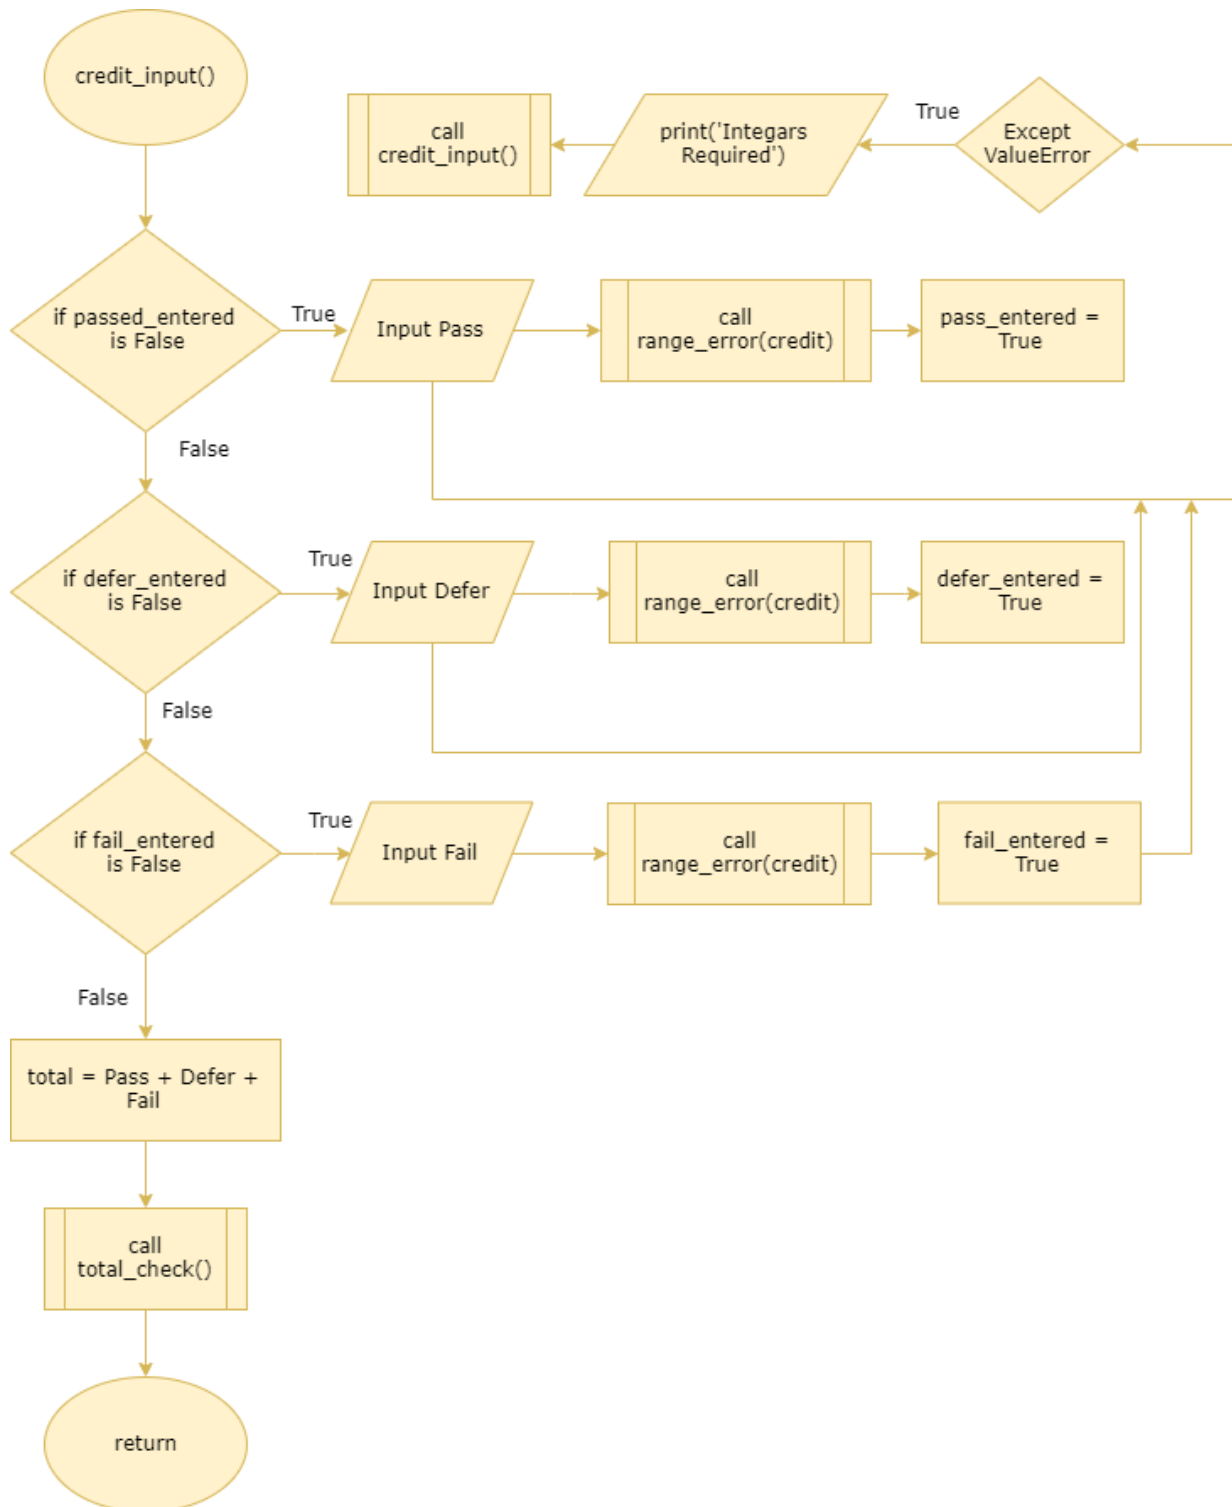 credit_input()
call
credit_input()
print('Integars
Required')
True
Except
ValueError
if passed_entered
is False
True
Input Pass
call
range_error(credit)
pass_entered =
True
False
if defer_entered
is False
True
Input Defer
call
range_error(credit)
defer_entered =
True
False
if fail_entered
is False
True
Input Fail
call
range_error(credit)
fail_entered =
True
False
total = Pass + Defer +
Fail
call
total_check()
return